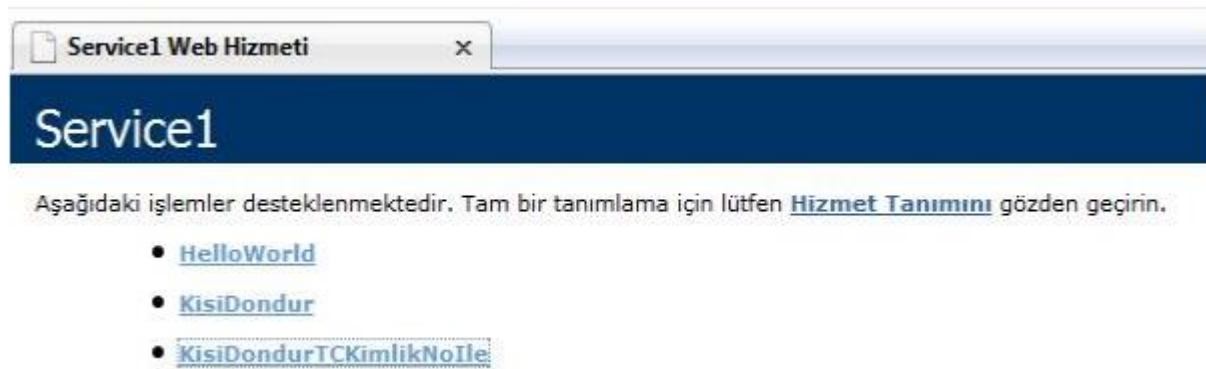 Service1 Web Hizmeti
Service1
Aşağıdaki işlemler desteklenmektedir. Tam bir tanımlama için lütfen Hizmet Tanımını gözden geçirin.
HelloWorld
KisiDondur
KisiDondurTCKimlikNoIle